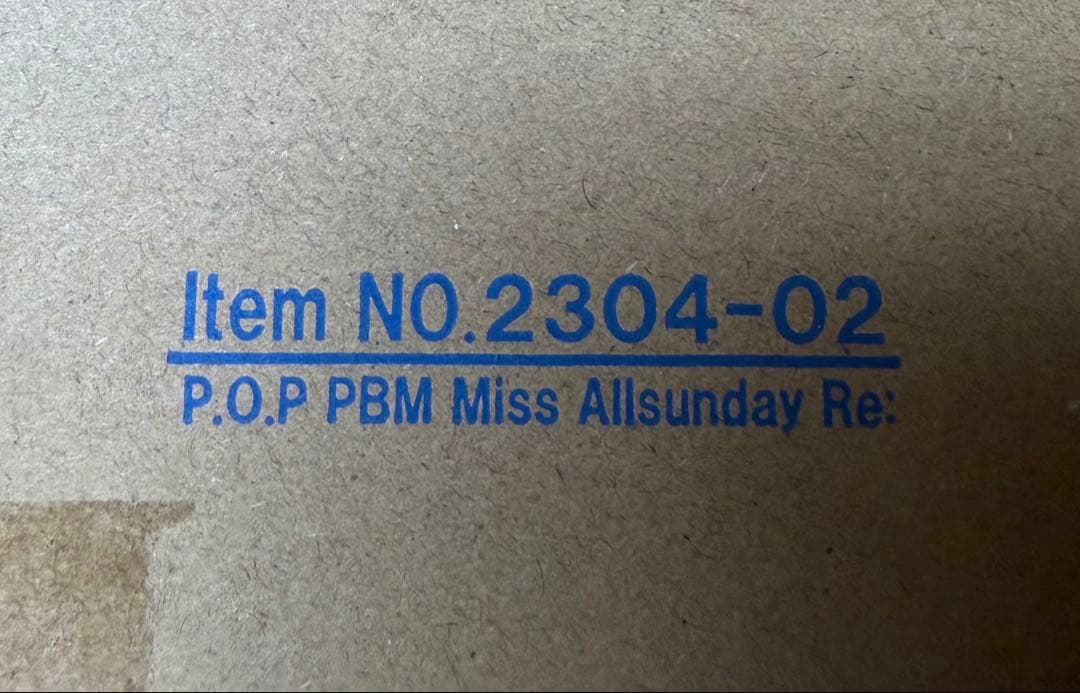 Item NO.2304-02
P.O.P PBM Miss Allsunday Re: